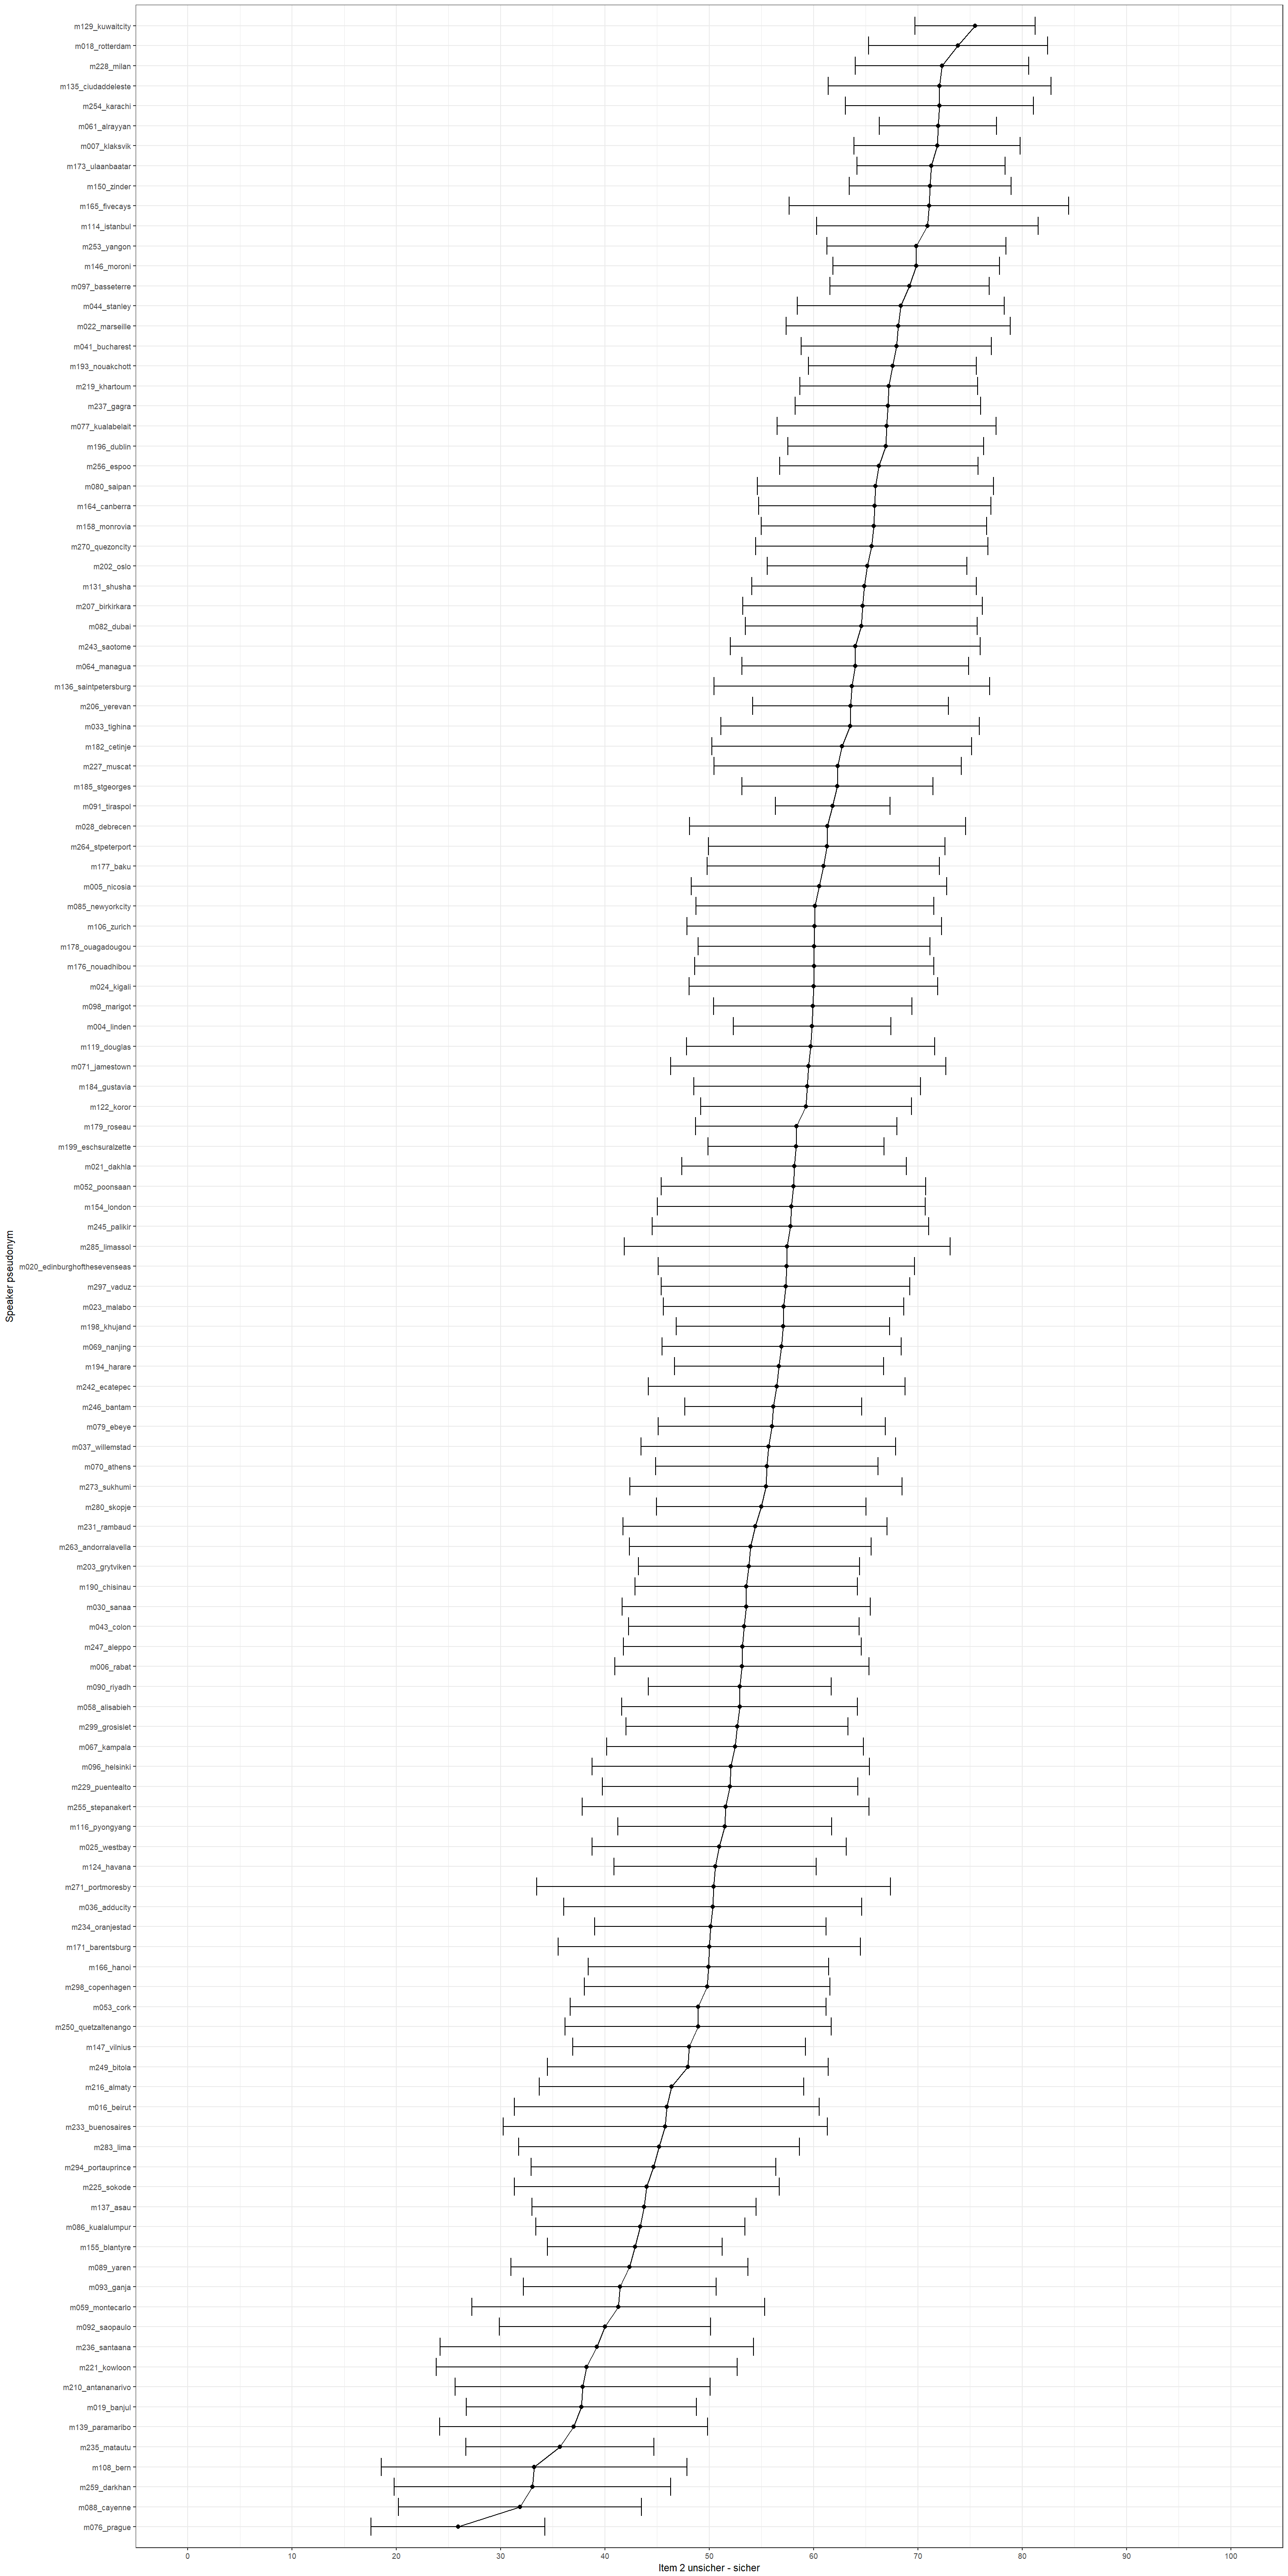 m129_kuwaitcity
m018_rotterdam
m228_milan
m135_ciudaddeleste
m254_karachi
m061_alrayyan
m007_klaksvik
m173_ulaanbaatar
m150_zinder
m165_fivecays
m114_istanbul
m253_yangon
m146_moroni
m097_basseterre
m044_stanley
m022_marseille
m041_bucharest
m193_nouakchott
m219_khartoum
m237_gagra
m077_kualabelait
m196_dublin
m256_espoo
m080_saipan
m164_canberra
m158_monrovia
m270_quezoncity
m202_oslo
m131_shusha
m207_birkirkara
m082_dubai
m243_saotome
m064_managua
m136_saintpetersburg
m206_yerevan
m033_tighina
m182_cetinje
m227_muscat
m185_stgeorges
m091_tiraspol
m028_debrecen
m264_stpeterport
m177_baku
m005_nicosia
m085_newyorkcity
m106_zurich
m178_ouagadougou
m176_nouadhibou
m024_kigali
m098_marigot
m004_linden
m119_douglas
m071_jamestown
m184_gustavia
m122_koror
m179_roseau
m199_eschsuralzette
m021_dakhla
m052_poonsaan
m154_london
m245_palikir
m285_limassol
m020_edinburghofthesevenseas
m297_vaduz
m023_malabo
m198_khujand
m069_nanjing
m194_harare
m242_ecatepec
m246_bantam
m079_ebeye
m037_willemstad
m070_athens
m273_sukhumi
m280_skopje
m231_rambaud
m263_andorralavella
m203_grytviken
m190_chisinau
m030_sanaa
m043_colon
m247_aleppo
m006_rabat
m090_riyadh
m058_alisabieh
m299_grosislet
m067_kampala
m096_helsinki
m229_puentealto
m255_stepanakert
m116_pyongyang
m025_westbay
m124_havana
m271_portmoresby
m036_adducity
m234_oranjestad
m171_barentsburg
m166_hanoi
m298_copenhagen
m053_cork
m250_quetzaltenango
m147_vilnius
m249_bitola
m216_almaty
m016_beirut
m233_buenosaires
m283_lima
m294_portauprince
m225_sokode
m137_asau
m086_kualalumpur
m155_blantyre
m089_yaren
m093_ganja
m059_montecarlo
m092_saopaulo
m236_santaana
m221_kowloon
m210_antananarivo
m019_banjul
m139_paramaribo
m235_matautu
m108_bern
m259_darkhan
m088_cayenne
m076_prague
Speaker pseudonym
0 10 20 30 40 50 60 70 80 90 100
Item 2 unsicher - sicher